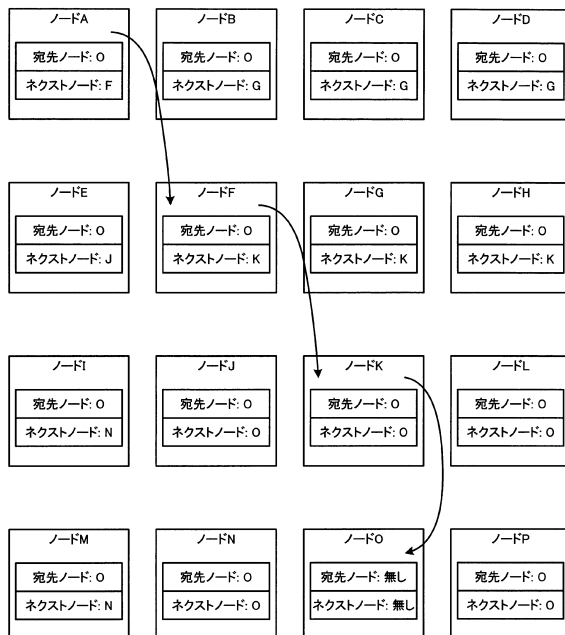 ノードA
宛先ノード: O
ネクストノード: F
ノードB
宛先ノード: O
ネクストノード: G
ノードC
宛先ノード: O
ネクストノード: G
ノードD
宛先ノード: O
ネクストノード: G
ノードE
宛先ノード: O
ネクストノード: J
ノードF
宛先ノード: O
ネクストノード: K
ノードG
宛先ノード: O
ネクストノード: K
ノードH
宛先ノード: O
ネクストノード: K
ノードI
宛先ノード: O
ネクストノード: N
ノードJ
宛先ノード: O
ネクストノード: O
ノードK
宛先ノード: O
ネクストノード: O
ノードL
宛先ノード: O
ネクストノード: O
ノードM
宛先ノード: O
ネクストノード: N
ノードN
宛先ノード: O
ネクストノード: O
ノードO
宛先ノード: 無し
ネクストノード: 無し
ノードP
宛先ノード: O
ネクストノード: O